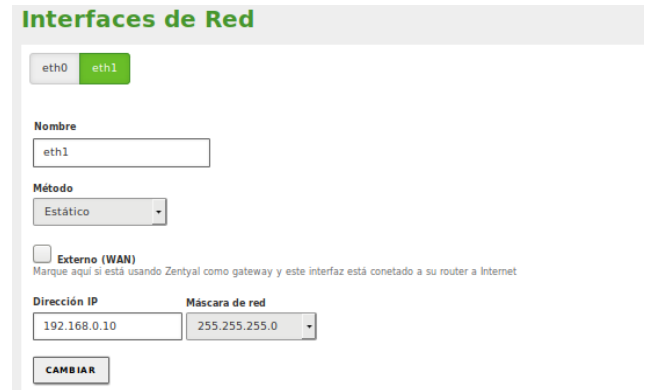 Interfaces de Red
eth0 eth1
Nombre
eth1
Método
Estático
Externo (WAN)
Marque aquí si está usando Zentyal como gateway y este interfaz está conetado a su router a Internet
Dirección IP Máscara de red
192.168.0.10 255.255.255.0
CAMBIAR